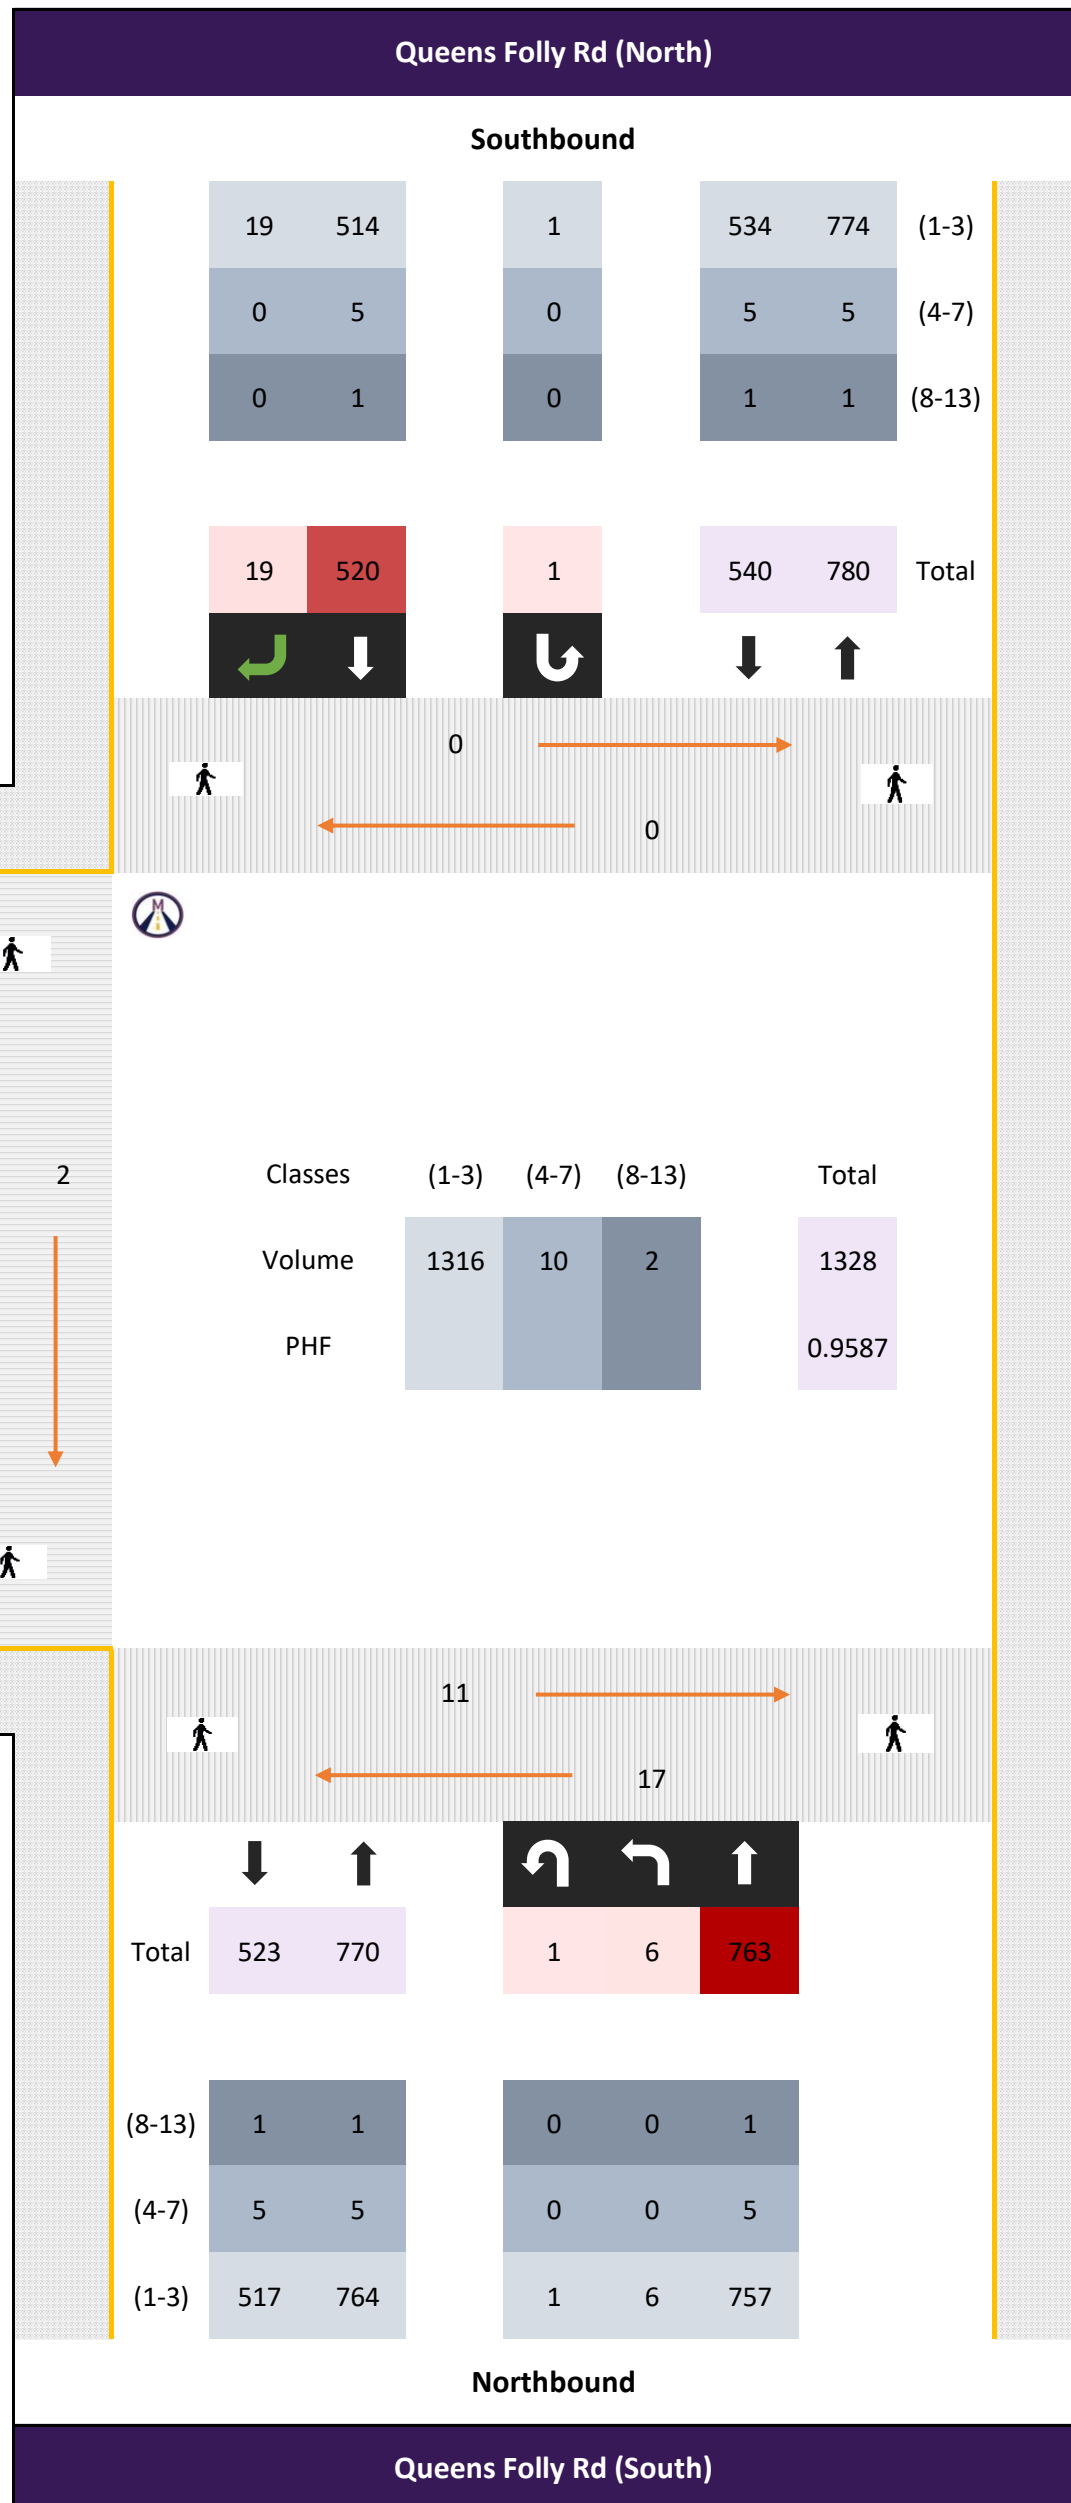 Queens Folly Rd (North)
Southbound
19 514 1 534 774 (1-3)
0 5 0 5 5 (4-7)
0 1 0 1 1 (8-13)
19 520 1 540 780 Total
0
0
M
2
Classes (1-3) (4-7) (8-13) Total
Volume 1316 10 2 1328
PHF 0.9587
11
17
Total 523 770 1 6 763
(8-13) 1 1 0 0 1
(4-7) 5 5 0 0 5
(1-3) 517 764 1 6 757
Northbound
Queens Folly Rd (South)